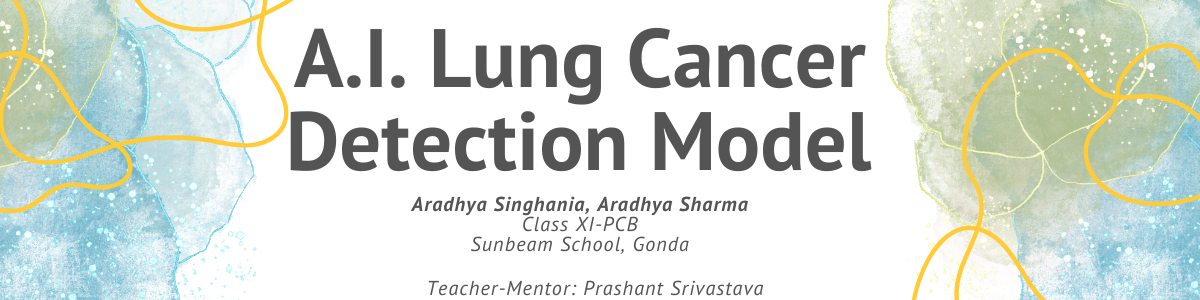 A.I. Lung Cancer
Detection Model
Aradhya Singhania, Aradhya Sharma
Class XI-PCB
Sunbeam School, Gonda
Teacher-Mentor: Prashant Srivastava